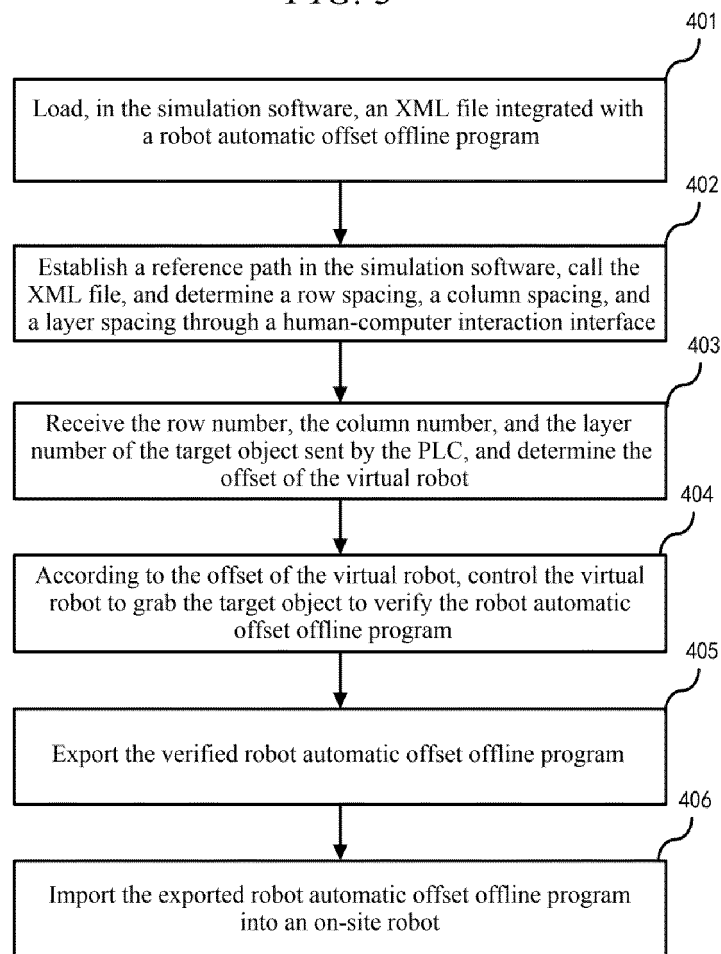 401
Load, in the simulation software, an XML file integrated with
a robot automatic offset offline program
402
Establish a reference path in the simulation software, call the
XML file, and determine a row spacing, a column spacing, and
a layer spacing through a human-computer interaction interface
403
Receive the row number, the column number, and the layer
number of the target object sent by the PLC, and determine the
offset of the virtual robot
404
According to the offset of the virtual robot, control the virtual
robot to grab the target object to verify the robot automatic
offset offline program
405
Export the verified robot automatic offset offline program
406
Import the exported robot automatic offset offline program
into an on-site robot